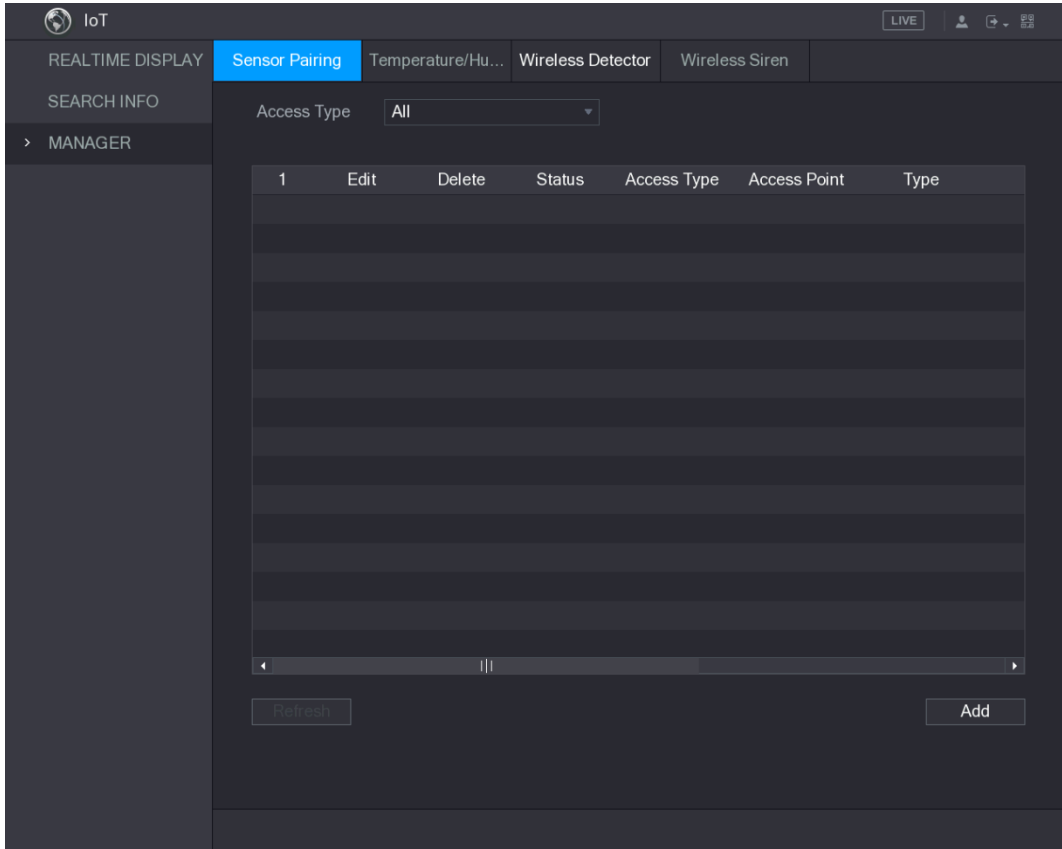 IoT
LIVE
REALTIME DISPLAY
SEARCH INFO
> MANAGER
Sensor Pairing Temperature/Hu... Wireless Detector Wireless Siren
Access Type All
1 Edit Delete Status Access Type Access Point Type
Refresh Add